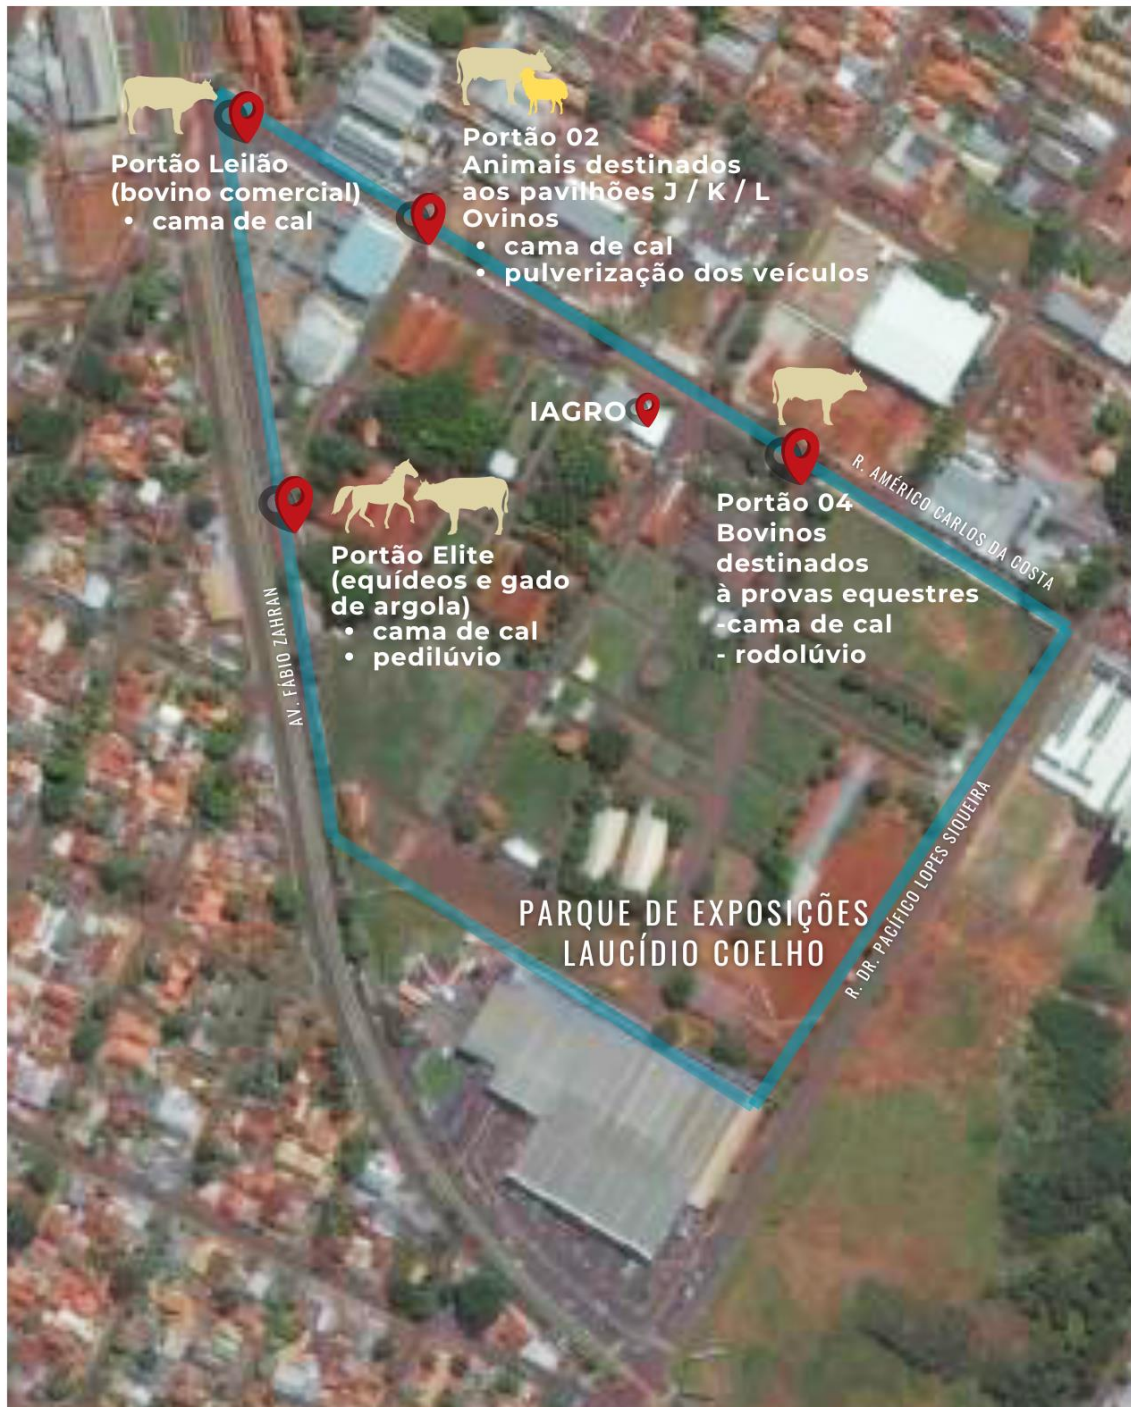 Portão Leilão
(bovino comercial)
• cama de cal
Portão 02
Animais destinados
aos pavilhões J / K / L
Ovinos
• cama de cal
• pulverização dos veículos
IAGRO
Portão 04
Bovinos
destinados
à provas equestres
-cama de cal
- rodolúvio
R. AMÉRICO CARLOS DA COSTA
Portão Elite
(equídeos e gado
de argola)
• cama de cal
• pedilúvio
AV. FÁBIO ZAHRAN
R. DR. PACÍFICO LOPES SIQUEIRA
PARQUE DE EXPOSIÇÕES
LAUCÍDIO COELHO